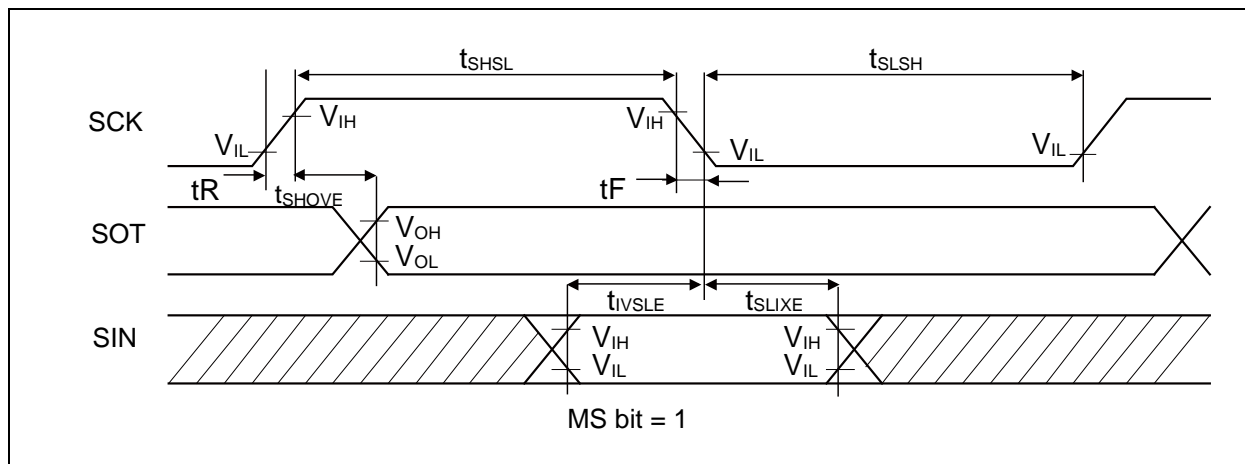 tSHSL
tSLSH
SCK
VIH
VIH
VIL
VIL
VIL
tR
tSHOVE
tF
SOT
VOH
VOL
tIVSLE
tSLIXE
SIN
VIH
VIH
VIL
VIL
MS bit = 1